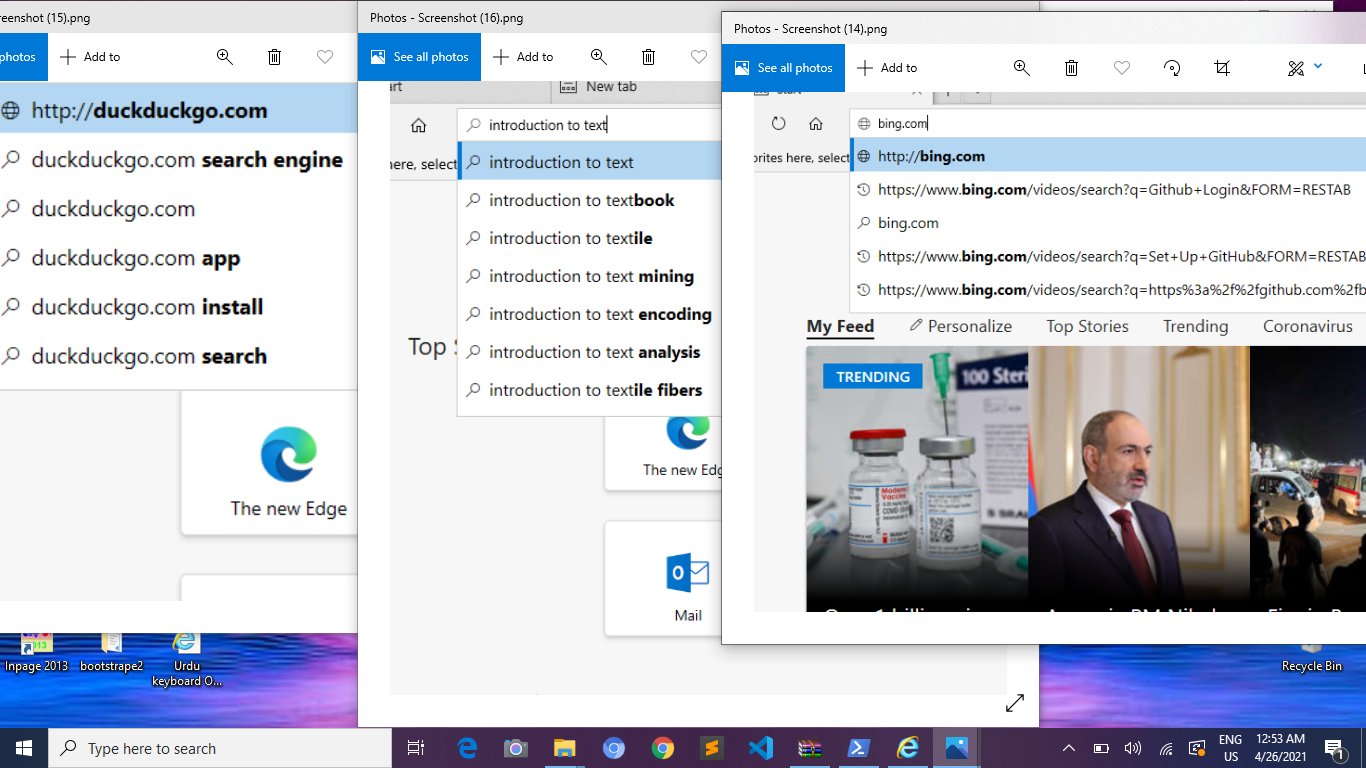 reenshot (15).png
photos
Add to
http://duckduckgo.com
duckduckgo.com search engine
duckduckgo.com
duckduckgo.com app
duckduckgo.com install
duckduckgo.com search
The new Edge
Photos - Screenshot (16).png
See all photos
Add to
art
New tab
introduction to text
here, select
introduction to text
introduction to textbook
introduction to textile
introduction to text mining
introduction to text encoding
introduction to text analysis
introduction to textile fibers
Top S
The new Edg
Mail
Photos - Screenshot (14).png
See all photos
Add to
bing.com
orites here, select
http://bing.com
https://www.bing.com/videos/search?q=Github+Login&FORM=RESTAB
bing.com
https://www.bing.com/videos/search?q=Set+Up+GitHub&FORM=RESTAB
https://www.bing.com/videos/search?q=https%3a%2f%2fgithub.com%2fb
My Feed
Personalize
Top Stories
Trending
Coronavirus
TRENDING
100 Steri
Inpage 2013
bootstrape2
Urdu
keyboard O...
Recycle Bin
Type here to search
ENG
US
12:53 AM
4/26/2021
1